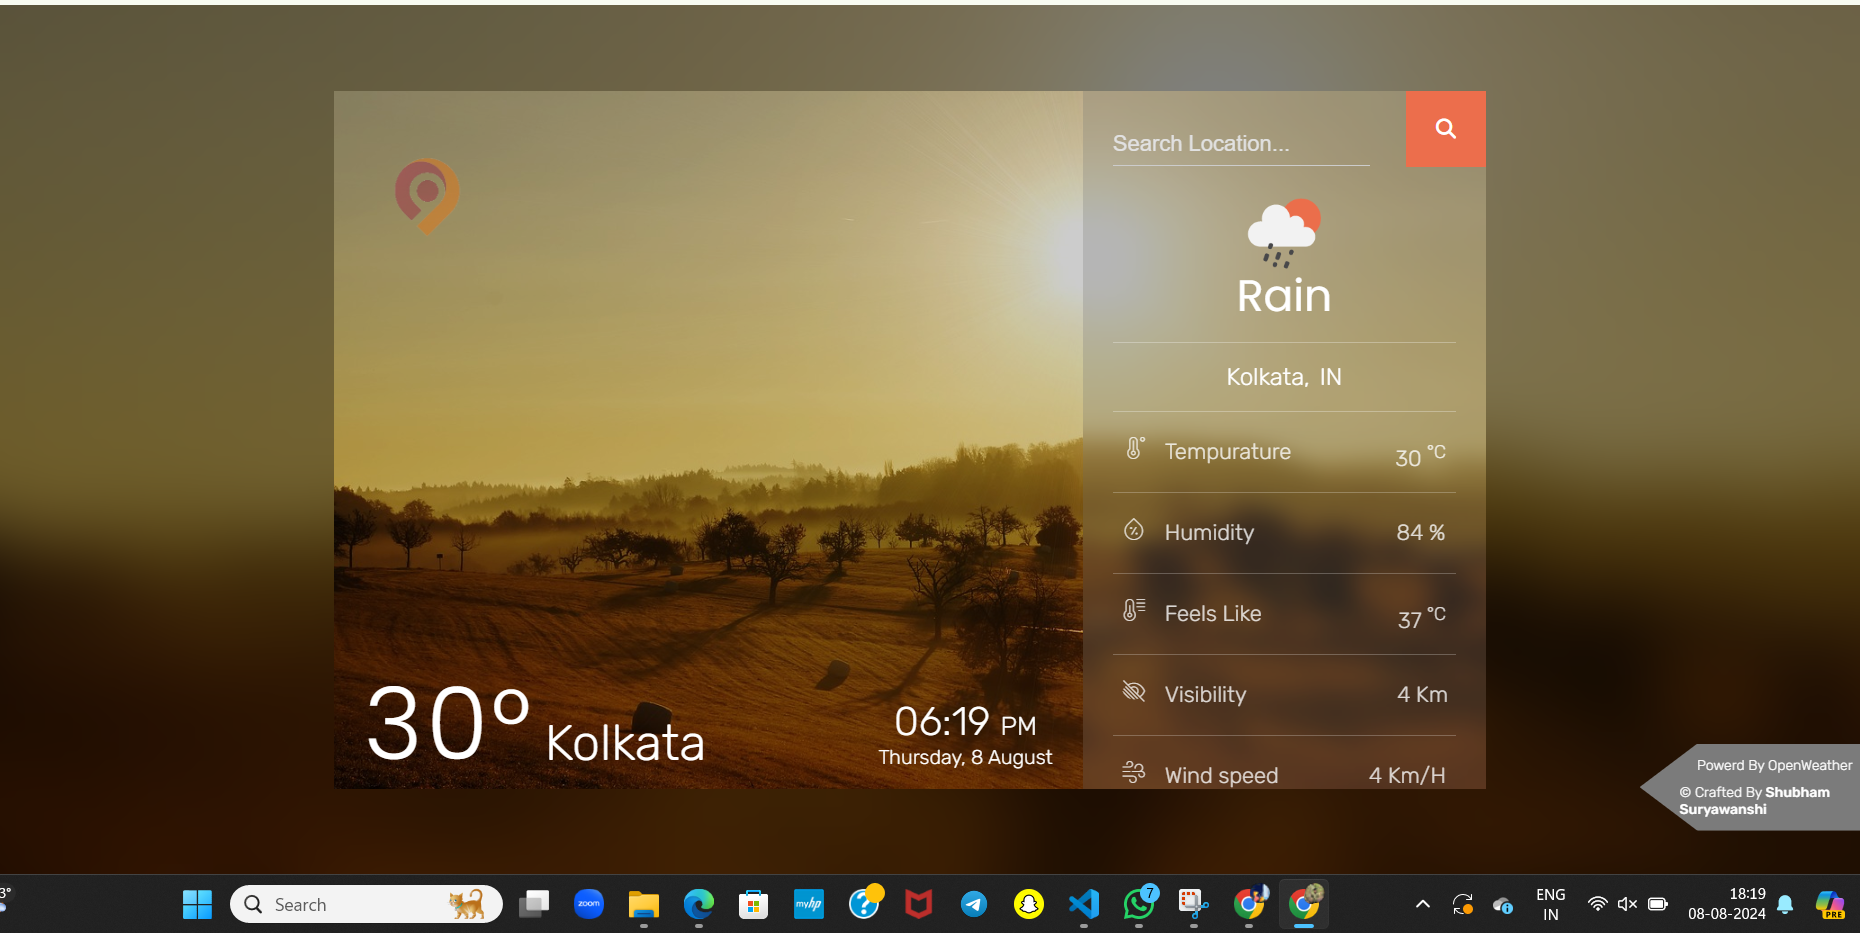 Search Location...
Rain
Kolkata, IN
Tempurature 30 °C
Humidity 84 %
Feels Like 37 °C
Visibility 4 Km
Wind speed 4 Km/H
30° Kolkata
06:19 PM
Thursday, 8 August
Powerd By OpenWeather
© Crafted By Shubham
Suryawanshi
3°
Search
zoom
myhp
7
ENG
IN
18:19
08-08-2024
PRE